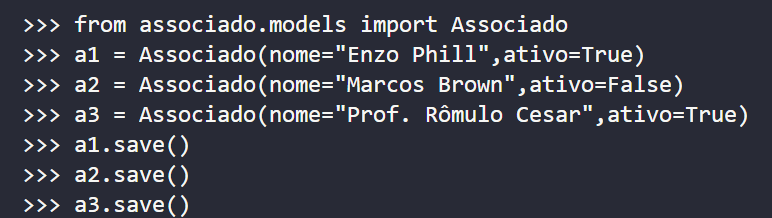 >>> from associado.models import Associado
>>> a1 = Associado(nome="Enzo Phill",ativo=True)
>>> a2 = Associado(nome="Marcos Brown",ativo=False)
>>> a3 = Associado(nome="Prof. Rômulo Cesar",ativo=True)
>>> a1.save()
>>> a2.save()
>>> a3.save()